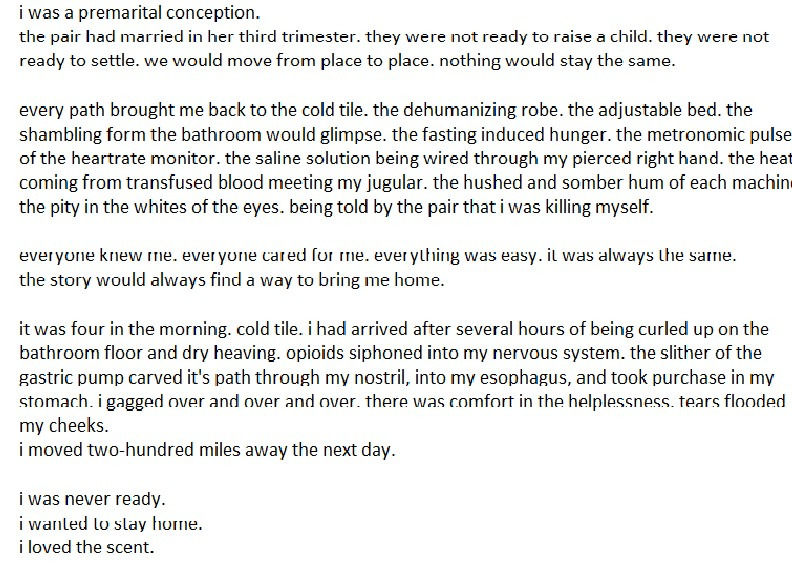 i was a premarital conception.
the pair had married in her third trimester. they were not ready to raise a child. they were not
ready to settle. we would move from place to place. nothing would stay the same.
every path brought me back to the cold tile. the dehumanizing robe. the adjustable bed. the
shambling form the bathroom would glimpse. the fasting induced hunger. the metronomic pulse
of the heartrate monitor. the saline solution being wired through my pierced right hand. the heat
coming from transfused blood meeting my jugular. the hushed and somber hum of each machine
the pity in the whites of the eyes. being told by the pair that i was killing myself.
everyone knew me. everyone cared for me. everything was easy. it was always the same.
the story would always find a way to bring me home.
it was four in the morning. cold tile. i had arrived after several hours of being curled up on the
bathroom floor and dry heaving. opioids siphoned into my nervous system. the slither of the
gastric pump carved it's path through my nostril, into my esophagus, and took purchase in my
stomach. i gagged over and over and over. there was comfort in the helplessness. tears flooded
my cheeks.
i moved two-hundred miles away the next day.
i was never ready.
i wanted to stay home.
i loved the scent.